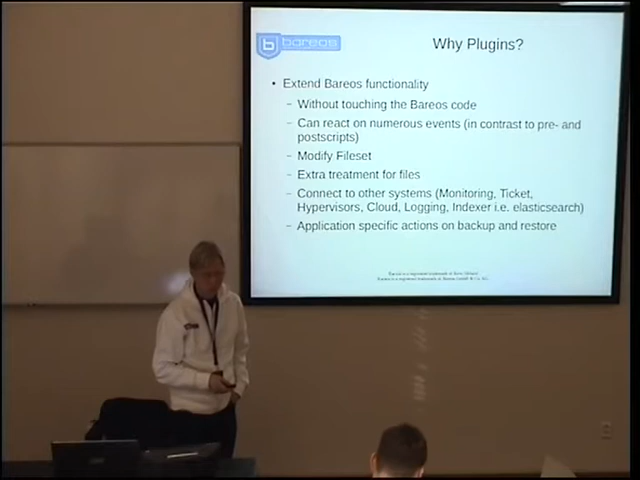 b bareos
Why Plugins?
• Extend Bareos functionality
– Without touching the Bareos code
– Can react on numerous events (in contrast to pre- and
postscripts)
– Modify Fileset
– Extra treatment for files
– Connect to other systems (Monitoring, Ticket,
Hypervisors, Cloud, Logging, Indexer i.e. elasticsearch)
– Application specific actions on backup and restore